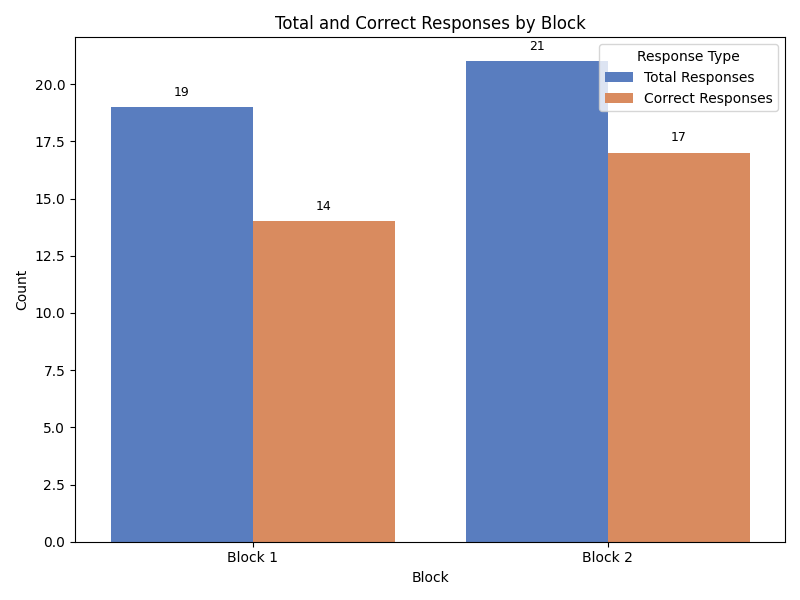 Total and Correct Responses by Block
Response Type
Total Responses
Correct Responses
19
14
21
17
Count
20.0
17.5
15.0
12.5
10.0
7.5
5.0
2.5
0.0
Block 1
Block 2
Block